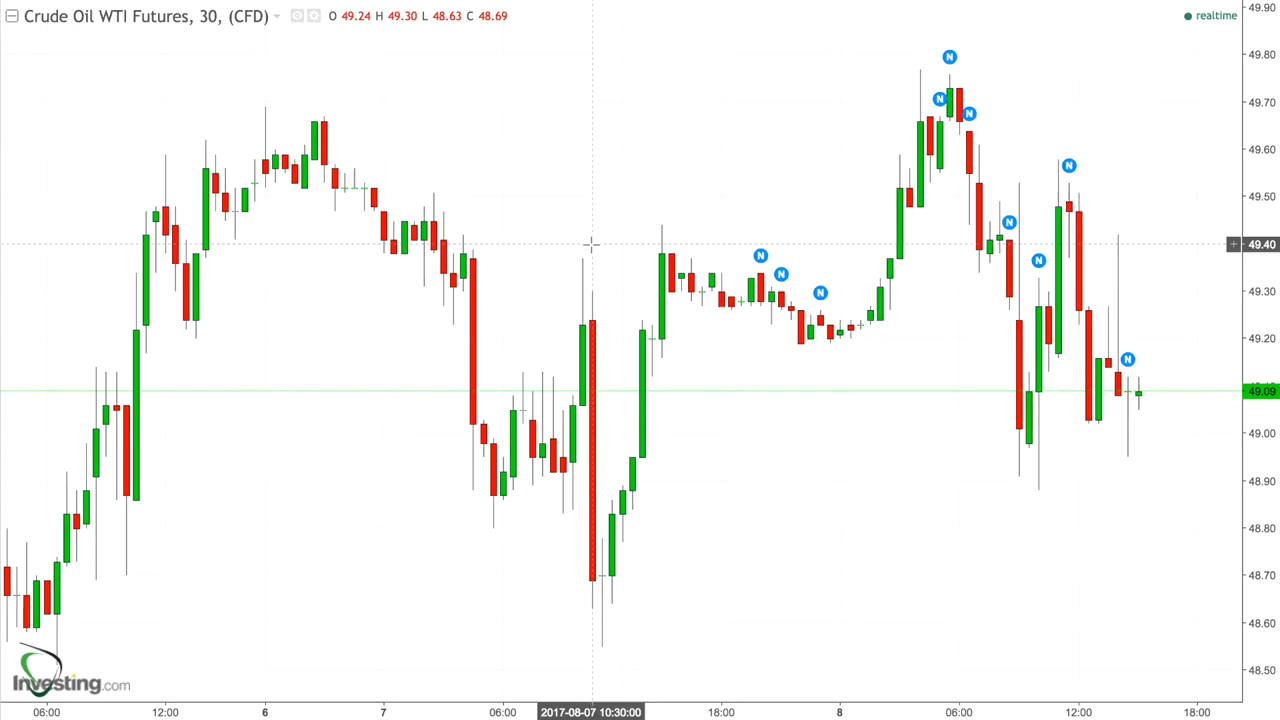 Crude Oil WTI Futures, 30, (CFD) O 49.24 H 49.30 L 48.63 C 48.69
realtime
49.90
49.80
49.70
49.60
49.50
49.40
49.30
49.20
49.09
49.00
48.90
48.80
48.70
48.60
48.50
N
N
N
N
N
N
N
N
N
N
Investing.com
06:00 12:00 6 7 06:00 2017-08-07 10:30:00 18:00 8 06:00 12:00 18:00